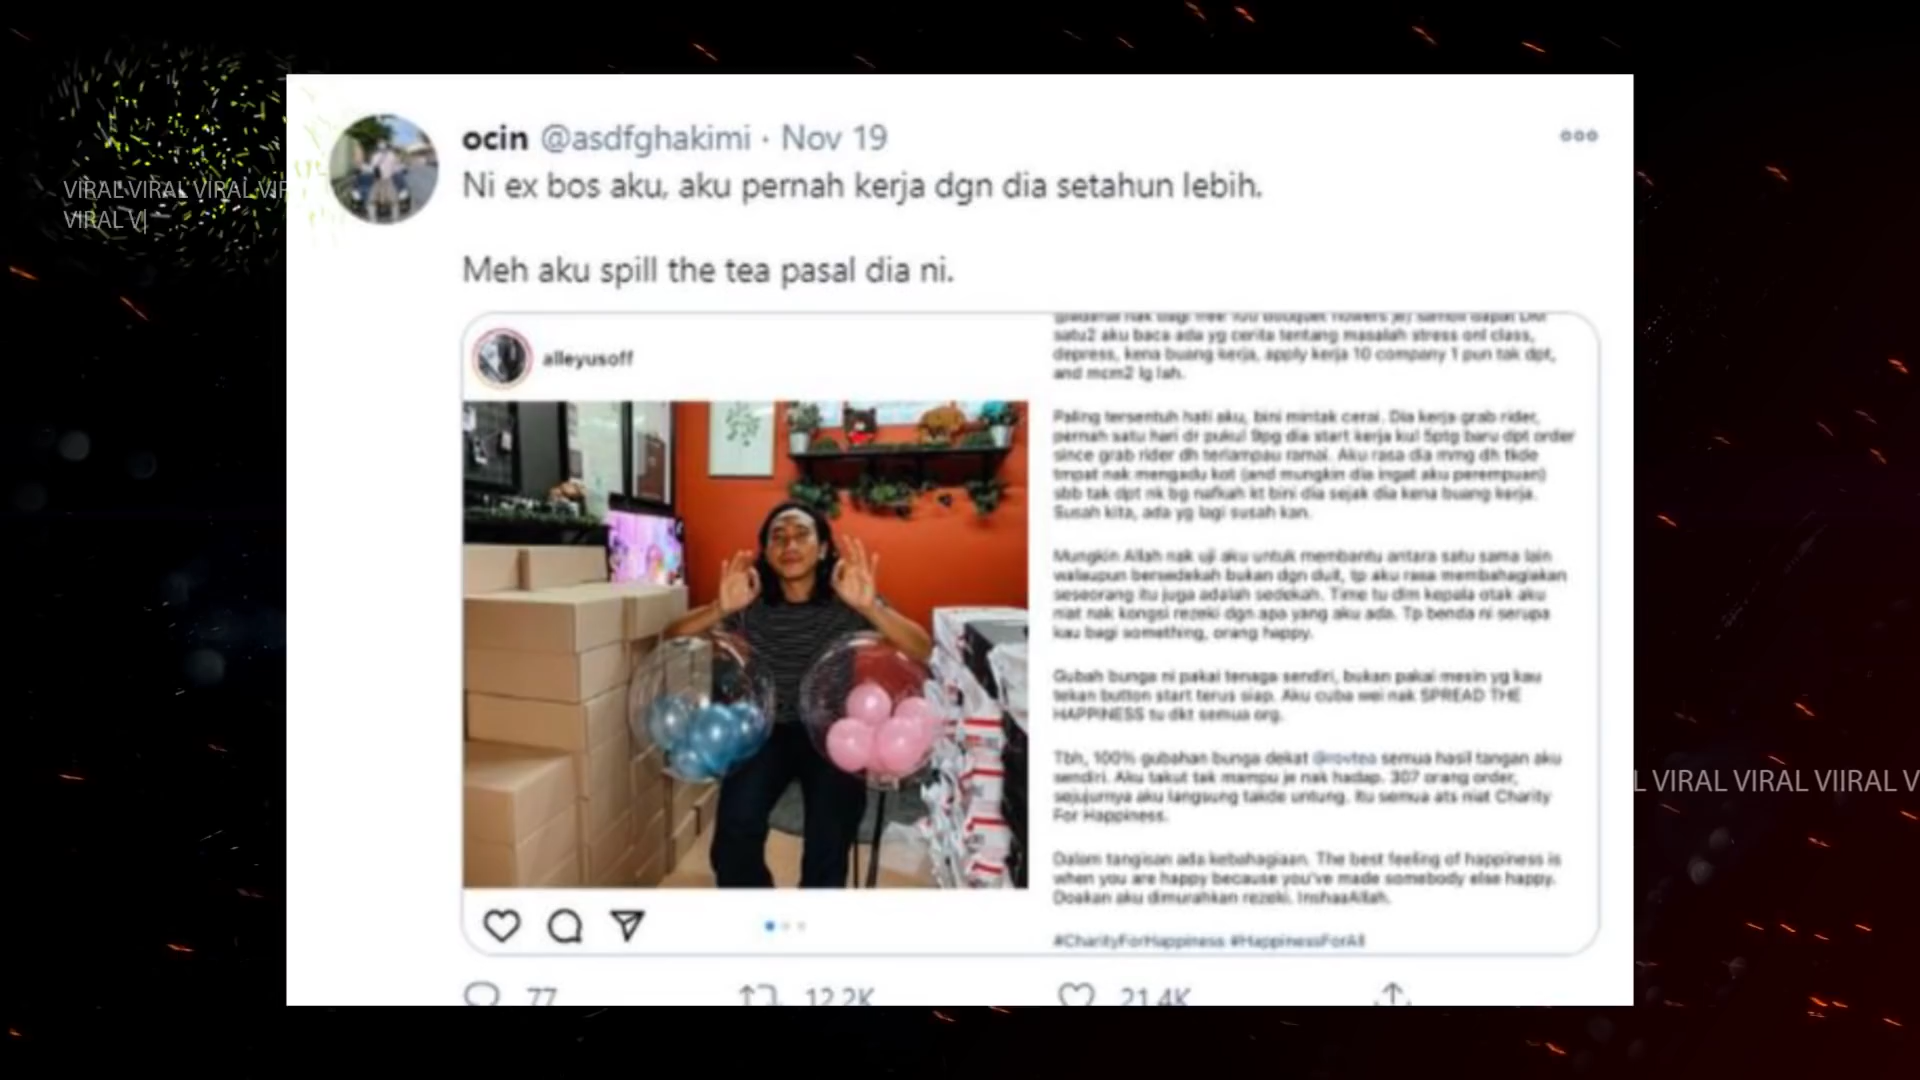 VIRAL VIRAL VIRAL VIR
VIRAL V|
ocin @asdfghakimi · Nov 19
Ni ex bos aku, aku pernah kerja dgn dia setahun lebih.
Meh aku spill the tea pasal dia ni.
alleyusoff
satu2 aku baca ada yg cerita tentang masalah stress onl class,
depress, kena buang kerja, apply kerja 10 company 1 pun tak dpt,
and mcm2 lg lah.
Paling tersentuh hati aku, bini mintak cerai. Dia kerja grab rider,
pernah satu hari dr pukul 9pg dia start kerja kul 5ptg baru dpt order
since grab rider dh terlampau ramai. Aku rasa dia mmg dh tkde
tmpat nak mengadu kot (and mungkin dia ingat aku perempuan)
sbb tak dpt nk bg nafkah kt bini dia sejak dia kena buang kerja.
Susah kita, ada yg lagi susah kan.
Mungkin Allah nak uji aku untuk membantu antara satu sama lain
walaupun bersedekah bukan dgn duit, tp aku rasa membahagiakan
seseorang itu juga adalah sedekah. Time tu dlm kepala otak aku
niat nak kongsi rezeki dgn apa yang aku ada. Tp benda ni serupa
kau bagi something, orang happy.
Gubah bunga ni pakai tenaga sendiri, bukan pakai mesin yg kau
tekan button start terus siap. Aku cuba wei nak SPREAD THE
HAPPINESS tu dkt semua org.
Tbh, 100% gubahan bunga dekat @rovtea semua hasil tangan aku
sendiri. Aku takut tak mampu je nak hadap. 307 orang order,
sejujurnya aku langsung takde untung. Itu semua ats niat Charity
For Happiness.
Dalam tangisan ada kebahagiaan. The best feeling of happiness is
when you are happy because you've made somebody else happy.
Doakan aku dimurahkan rezeki. InshaaAllah.
#CharityForHappiness #HappinessForAll
77 12.2K 21.4K
L VIRAL VIRAL VIIRAL V